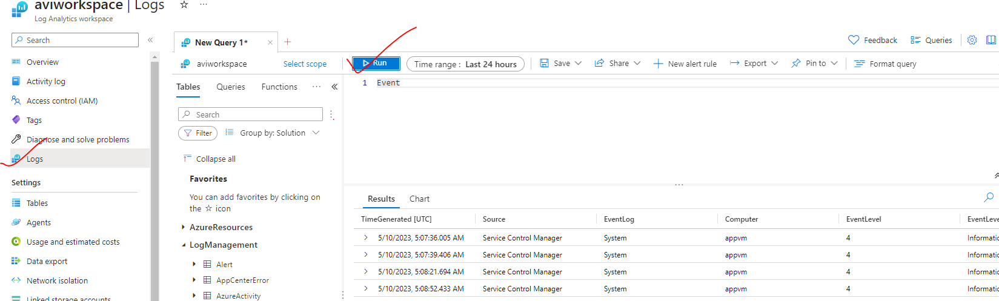 aviworkspace | Logs ☆ ···
Log Analytics workspace
Search «
Overview
Activity log
Access control (IAM)
Tags
Diagnose and solve problems
Logs
Settings
Tables
Agents
Usage and estimated costs
Data export
Network isolation
Linked storage accounts
New Query 1* × +
Feedback
Queries
aviworkspace Select scope
Run
Time range : Last 24 hours
Save
Share
New alert rule
Export
Pin to
Format query
Tables Queries Functions ··· «
Search
Filter
Group by: Solution
Collapse all
Favorites
You can add favorites by clicking on
the ☆ icon
AzureResources
LogManagement
Alert
AppCenterError
AzureActivity
1 Event
Results Chart
TimeGenerated [UTC] Source EventLog Computer EventLevel EventLeve
5/10/2023, 5:07:36.005 AM Service Control Manager System appvm 4 Informatic
5/10/2023, 5:07:39.406 AM Service Control Manager System appvm 4 Informatic
5/10/2023, 5:08:21.694 AM Service Control Manager System appvm 4 Informatic
5/10/2023, 5:08:52.433 AM Service Control Manager System appvm 4 Informatic